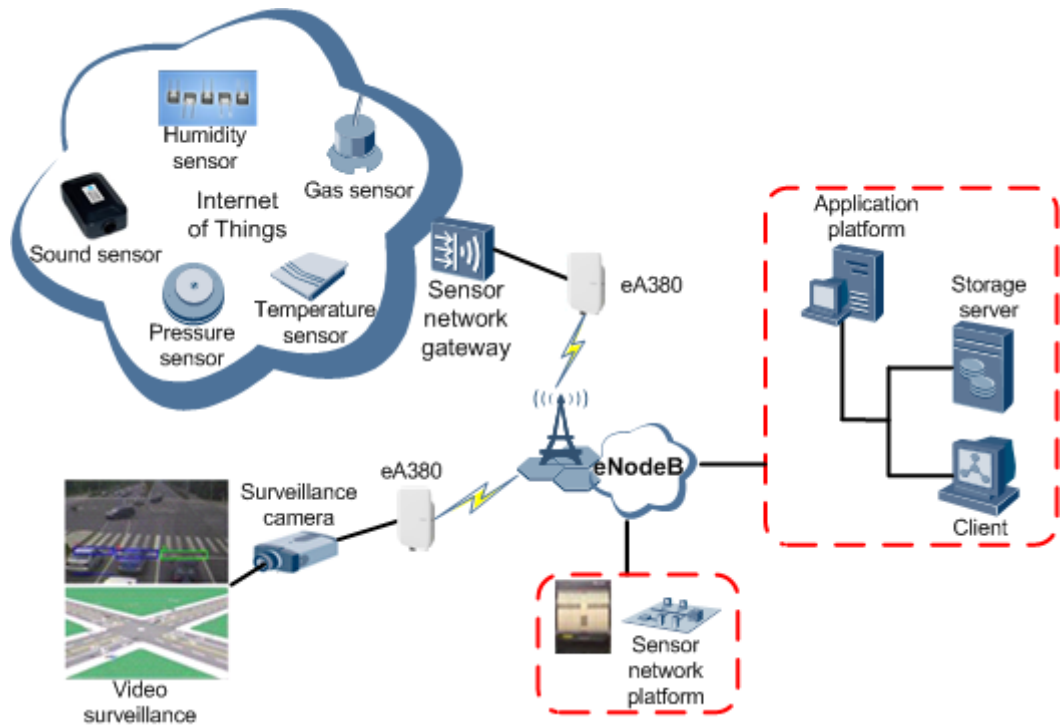 Humidity
sensor
Gas sensor
Internet
of Things
Sound sensor
Temperature
sensor
Pressure
sensor
Sensor
network
gateway
eA380
Application
platform
Storage
server
Client
eNodeB
eA380
Surveillance
camera
Video
surveillance
Sensor
network
platform